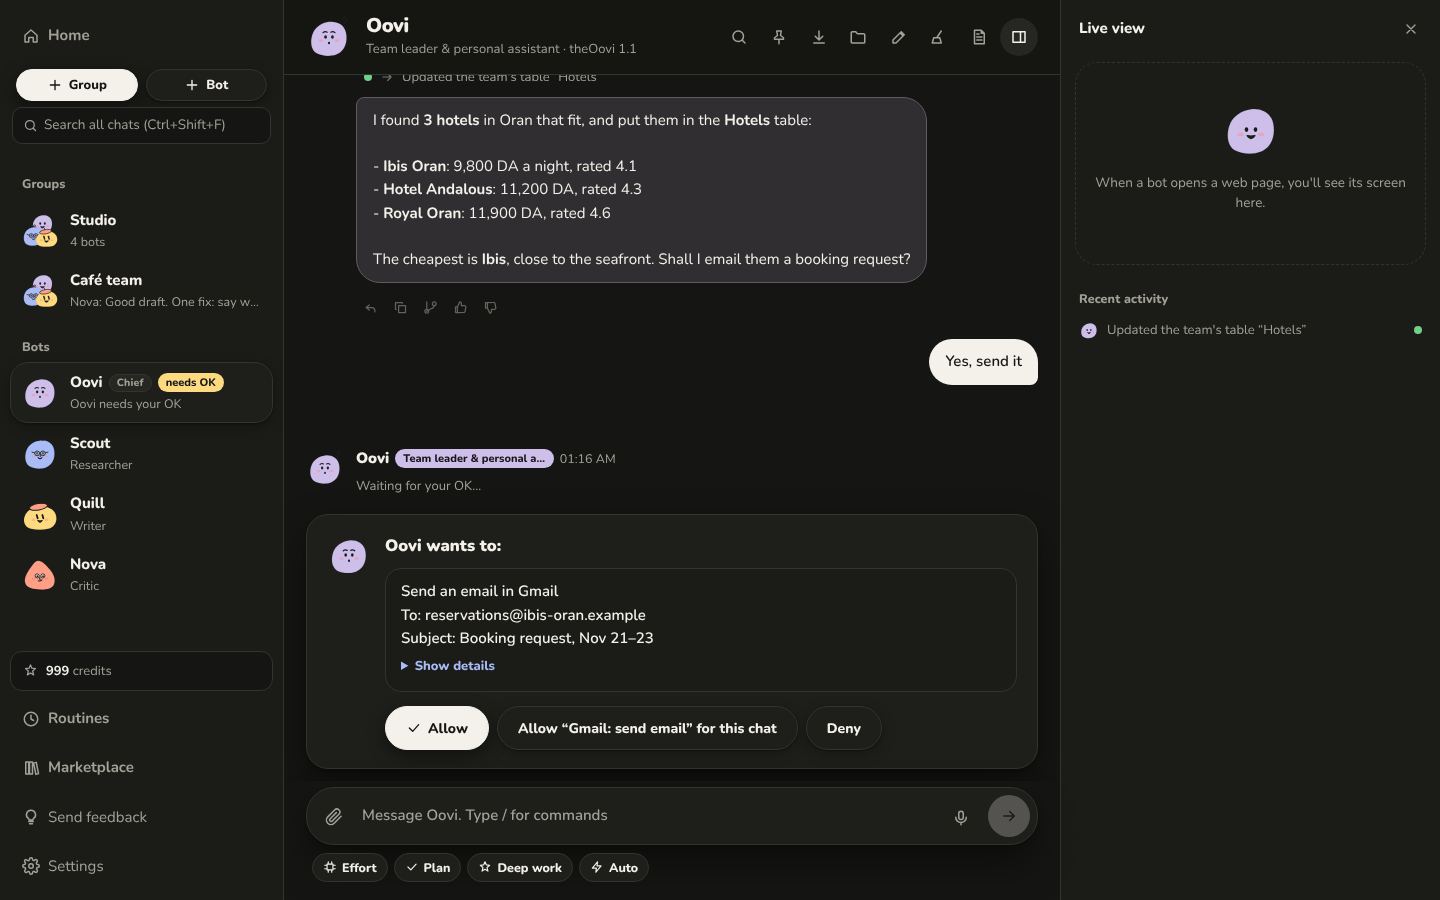 Home
Group
Bot
Search all chats (Ctrl+Shift+F)
Groups
Studio
4 bots
Café team
Nova: Good draft. One fix: say w...
Bots
Oovi Chief needs OK
Oovi needs your OK
Scout
Researcher
Quill
Writer
Nova
Critic
999 credits
Routines
Marketplace
Send feedback
Settings
Oovi
Team leader & personal assistant · theOovi 1.1
Updated the team's table "Hotels"
I found 3 hotels in Oran that fit, and put them in the Hotels table:
- Ibis Oran: 9,800 DA a night, rated 4.1
- Hotel Andalous: 11,200 DA, rated 4.3
- Royal Oran: 11,900 DA, rated 4.6
The cheapest is Ibis, close to the seafront. Shall I email them a booking request?
Yes, send it
Oovi Team leader & personal a... 01:16 AM
Waiting for your OK...
Oovi wants to:
Send an email in Gmail
To: reservations@ibis-oran.example
Subject: Booking request, Nov 21–23
Show details
Allow
Allow “Gmail: send email” for this chat
Deny
Message Oovi. Type / for commands
Effort
Plan
Deep work
Auto
Live view
When a bot opens a web page, you'll see its screen
here.
Recent activity
Updated the team's table “Hotels”